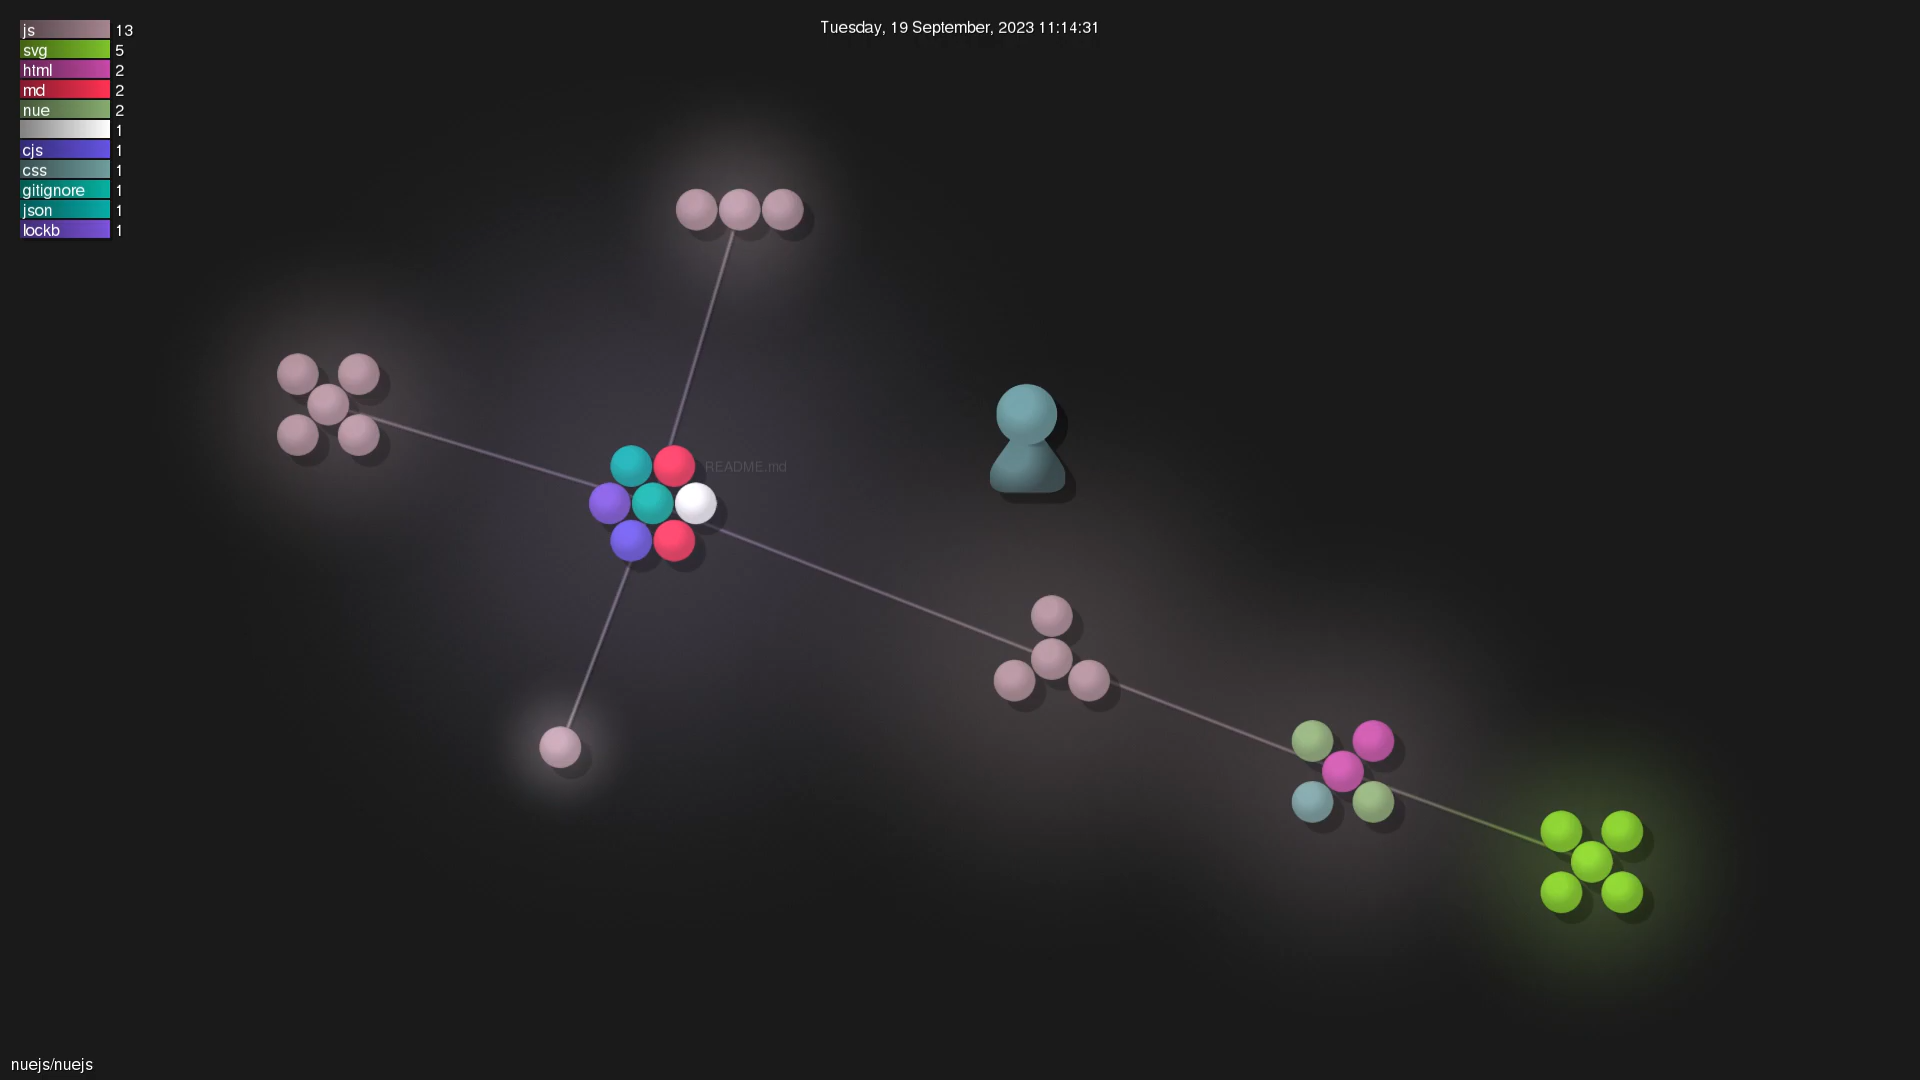 Tuesday, 19 September, 2023 11:14:31
js 13
svg 5
html 2
md 2
nue 2
1
cjs 1
css 1
gitignore 1
json 1
lockb 1
README.md
nuejs/nuejs